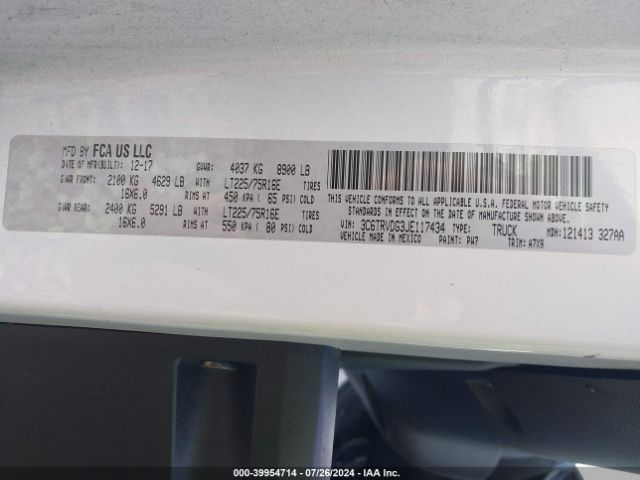 MFD BY FCA US LLC
DATE OF MFR(BUILT): 12-17 GVWR: 4037 KG 8900 LB
GWR FRONT: 2100 KG 4629 LB WITH LT225/75R16E TIRES
16X6.0 RIMS AT 450 KPA ( 65 PSI) COLD
GWR REAR: 2400 KG 5291 LB WITH LT225/75R16E TIRES
16X6.0 RIMS AT 550 KPA ( 80 PSI) COLD
THIS VEHICLE CONFORMS TO ALL APPLICABLE U.S.A. FEDERAL MOTOR VEHICLE SAFETY
STANDARDS IN EFFECT ON THE DATE OF MANUFACTURE SHOWN ABOVE
VIN: 3C6TRVDG3JE117434 TYPE: TRUCK
VEHICLE MADE IN MEXICO PAINT: PW7 TRIM: A7X9 MDH: 121413 327AA
000-39954714 - 07/26/2024 - IAA Inc.